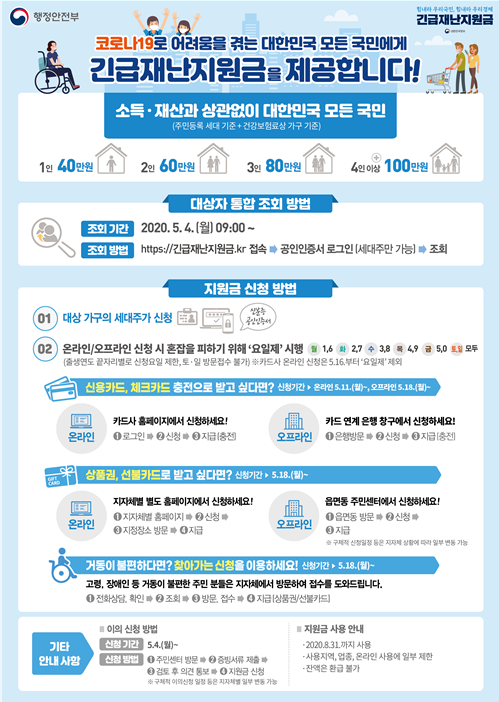 행정안전부
힘내라 우리국민, 힘내라 우리경제
긴급재난지원금
코로나19로 어려움을 겪는 대한민국 모든 국민에게
긴급재난지원금을 제공합니다!
소득·재산과 상관없이 대한민국 모든 국민
(주민등록 세대 기준 + 건강보험료상 가구 기준)
1인 40만원 2인 60만원 3인 80만원 4인 이상 100만원
대상자 통합 조회 방법
조회 기간 2020. 5. 4.(월) 09:00 ~
조회 방법 https://긴급재난지원금.kr 접속 ➡ 공인인증서 로그인 (세대주만 가능) ➡ 조회
지원금 신청 방법
01 대상 가구의 세대주가 신청 신분증 공인인증서
02 온라인/오프라인 신청 시 혼잡을 피하기 위해 '요일제' 시행 월 1,6 화 2,7 수 3,8 목 4,9 금 5,0 토일 모두
(출생연도 끝자리별로 신청요일 제한, 토·일 방문접수 불가) ※카드사 온라인 신청은 5.16.부터 '요일제' 제외
신용카드, 체크카드 충전으로 받고 싶다면? 신청기간 ▶ 온라인 5.11.(월)~, 오프라인 5.18.(월)~
온라인
카드사 홈페이지에서 신청하세요!
❶ 로그인 ➡ ❷ 신청 ➡ ❸ 지급(충전)
오프라인
카드 연계 은행 창구에서 신청하세요!
❶ 은행방문 ➡ ❷ 신청 ➡ ❸ 지급(충전)
GIFT CARD
상품권, 선불카드로 받고 싶다면? 신청기간 ▶ 5.18.(월)~
온라인
지자체별 별도 홈페이지에서 신청하세요!
❶ 지자체별 홈페이지 ➡ ❷ 신청 ➡
❸ 지정장소 방문 ➡ ❹ 지급
오프라인
읍면동 주민센터에서 신청하세요!
❶ 읍면동 방문 ➡ ❷ 신청 ➡
❸ 지급
※ 구체적 신청일정 등은 지자체 상황에 따라 일부 변동 가능
거동이 불편하다면? 찾아가는 신청을 이용하세요! 신청기간 ▶ 5.18.(월)~
고령, 장애인 등 거동이 불편한 주민 분들은 지자체에서 방문하여 접수를 도와드립니다.
❶ 전화상담, 확인 ➡ ❷ 조회 ➡ ❸ 방문, 접수 ➡ ❹ 지급(상품권/선불카드)
기타
안내 사항
이의 신청 방법
신청 기간 5.4.(월)~
신청 방법 ❶ 주민센터 방문 ➡ ❷ 증빙서류 제출 ➡
❸ 검토 후 의견 통보 ➡ ❹ 지원금 신청
※ 구체적 이의신청 일정 등은 지자체별 일부 변동 가능
지원금 사용 안내
· 2020.8.31.까지 사용
· 사용지역, 업종, 온라인 사용에 일부 제한
· 잔액은 환급 불가